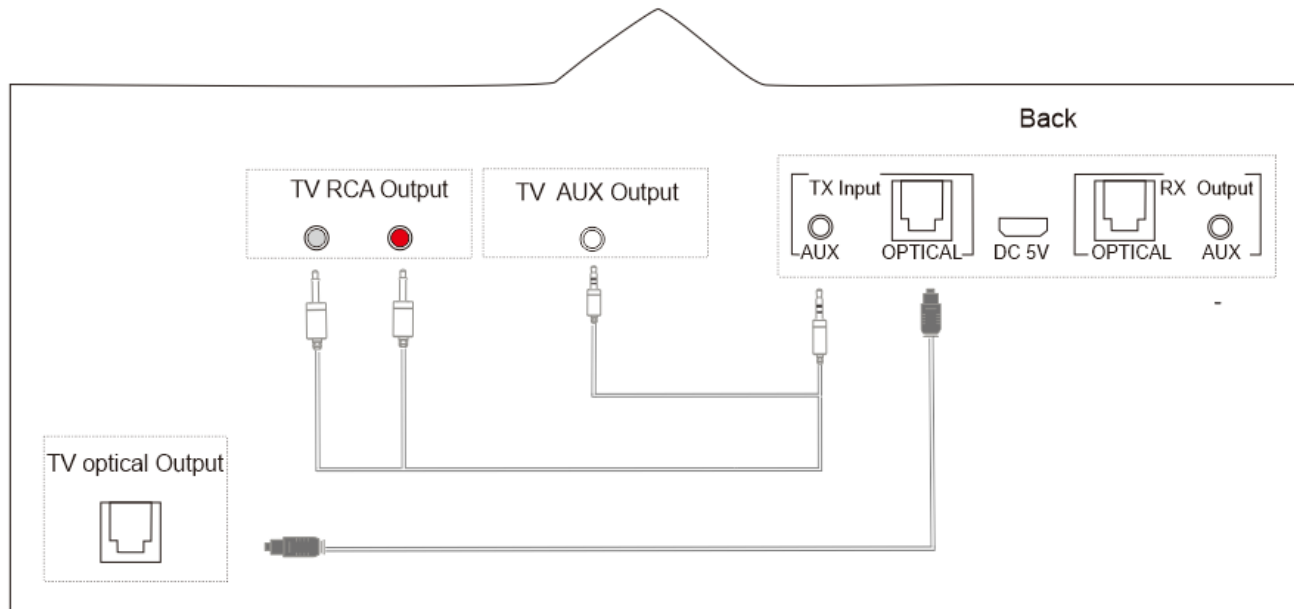 Back
TV RCA Output
TV AUX Output
TX Input
RX Output
AUX
OPTICAL
DC 5V
OPTICAL
AUX
-
TV optical Output